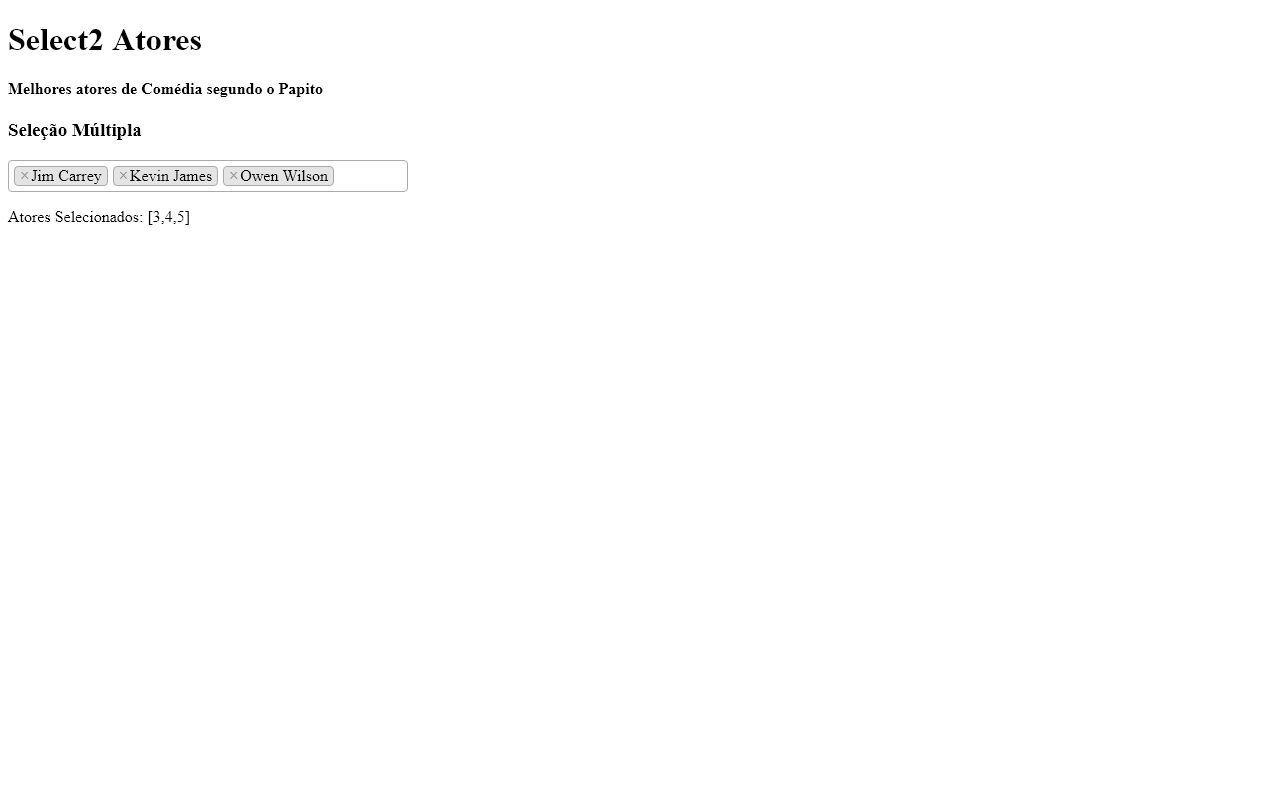 Select2 Atores
Melhores atores de Comédia segundo o Papito
Seleção Múltipla
×Jim Carrey ×Kevin James ×Owen Wilson
Atores Selecionados: [3,4,5]